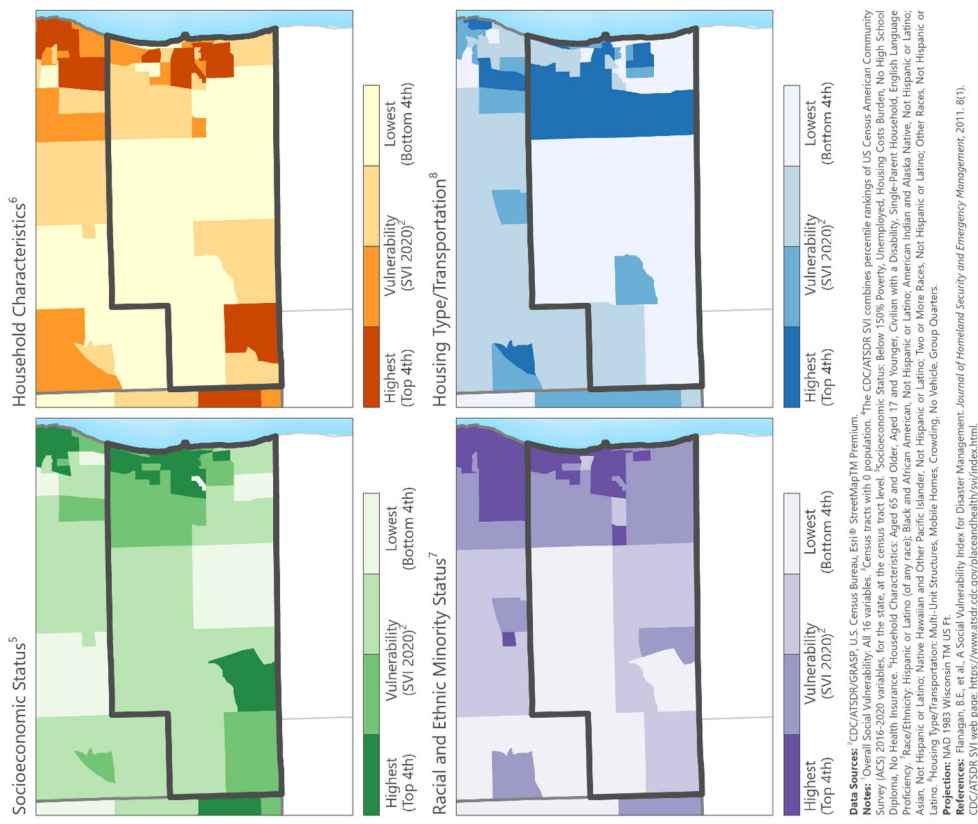 Socioeconomic Status⁵
Highest (Top 4th)
Vulnerability (SVI 2020)²
Lowest (Bottom 4th)
Household Characteristics⁶
Highest (Top 4th)
Vulnerability (SVI 2020)²
Lowest (Bottom 4th)
Racial and Ethnic Minority Status⁷
Highest (Top 4th)
Vulnerability (SVI 2020)²
Lowest (Bottom 4th)
Housing Type/Transportation⁸
Highest (Top 4th)
Vulnerability (SVI 2020)²
Lowest (Bottom 4th)
Data Sources: ²CDC/ATSDR/GRASP, U.S. Census Bureau, Esri® StreetMapTM Premium.
Notes: ¹Overall Social Vulnerability: All 16 variables. ³Census tracts with 0 population. ⁴The CDC/ATSDR SVI combines percentile rankings of US Census American Community
Survey (ACS) 2016-2020 variables, for the state, at the census tract level. ⁵Socioeconomic Status: Below 150% Poverty, Unemployed, Housing Costs Burden, No High School
Diploma, No Health Insurance. ⁶Household Characteristics: Aged 65 and Older, Aged 17 and Younger, Civilian with a Disability, Single-Parent Household, English Language
Proficiency. ⁷Race/Ethnicity: Hispanic or Latino (of any race); Black and African American, Not Hispanic or Latino; American Indian and Alaska Native, Not Hispanic or Latino;
Asian, Not Hispanic or Latino; Native Hawaiian and Other Pacific Islander, Not Hispanic or Latino; Two or More Races, Not Hispanic or Latino; Other Races, Not Hispanic or
Latino. ⁸Housing Type/Transportation: Multi-Unit Structures, Mobile Homes, Crowding, No Vehicle, Group Quarters.
Projection: NAD 1983 Wisconsin TM US Ft.
References: Flanagan, B.E., et al., A Social Vulnerability Index for Disaster Management. Journal of Homeland Security and Emergency Management, 2011. 8(1).
CDC/ATSDR SVI web page: https://www.atsdr.cdc.gov/placeandhealth/svi/index.html.